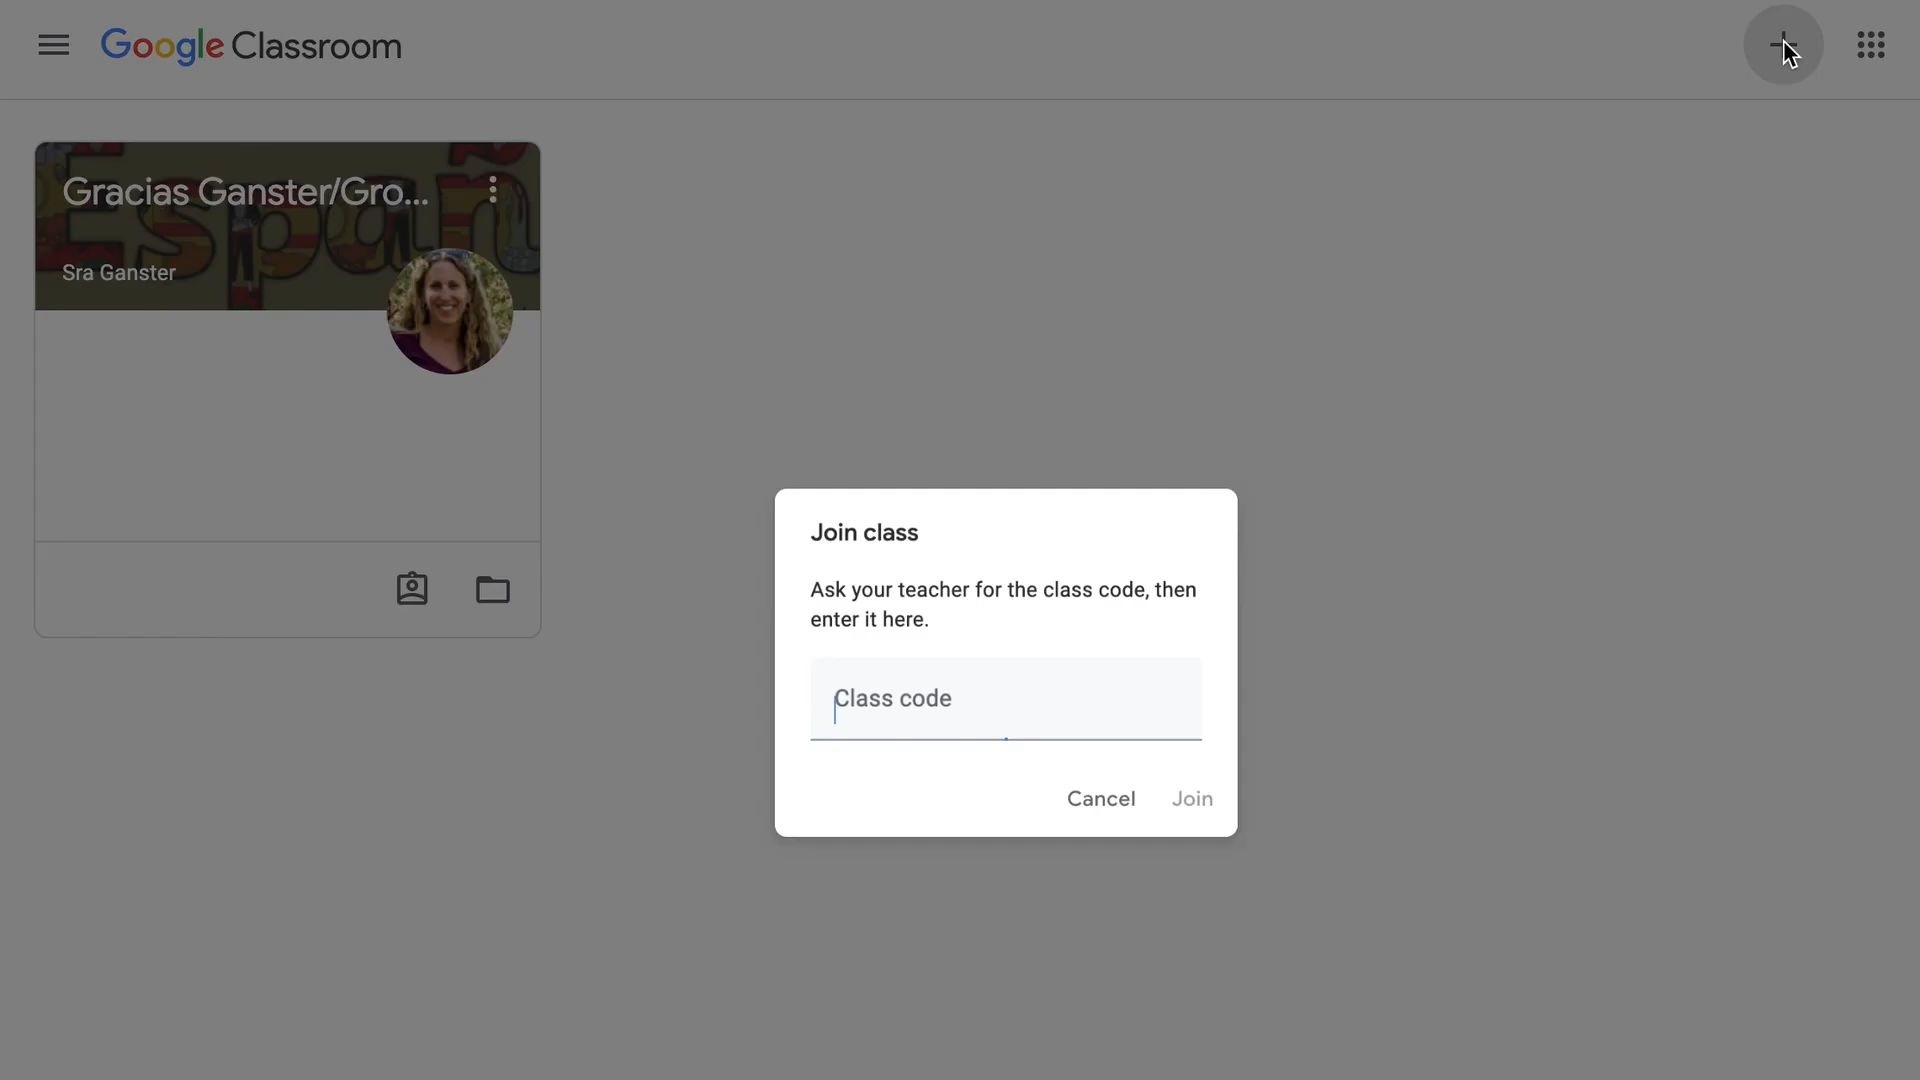 Google Classroom
Gracias Ganster/Gro...
Sra Ganster
Españ
Join class
Ask your teacher for the class code, then
enter it here.
Class code
Cancel
Join